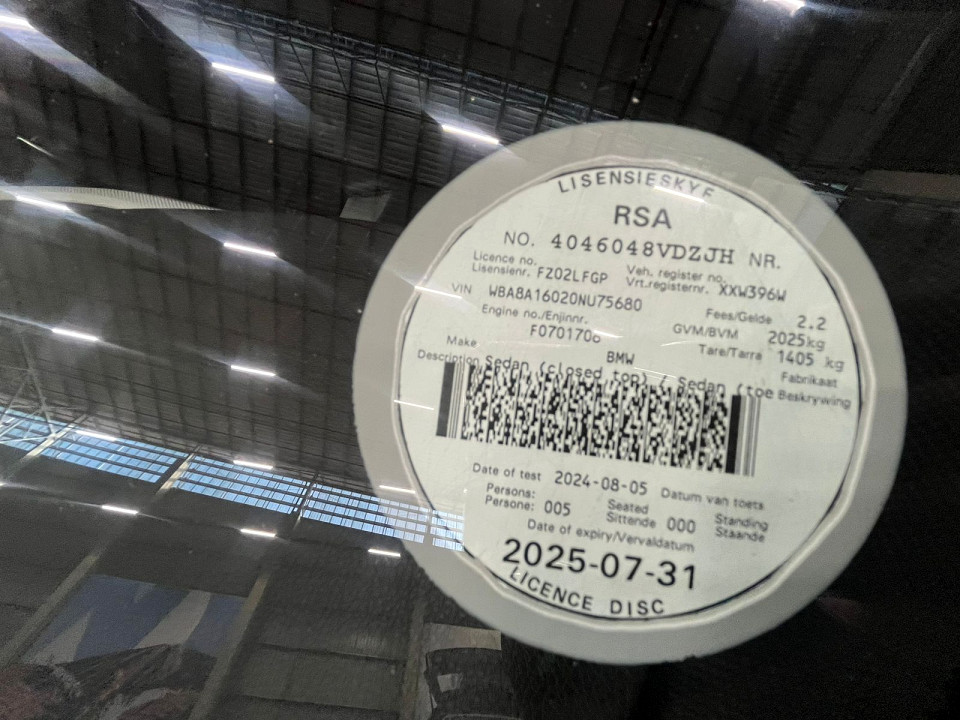 LISENSIESKYF
RSA
NO. 4046048VDZJH NR.
Licence no. Veh. register no.
Lisensienr. FZ02LFGP Vrt.registernr. XXW396W
VIN WBA8A16020NU75680 Fees/Gelde 2.2
Engine no./Enjinnr. GVM/BVM 2025kg
F070170 Tare/Tarra 1405 kg
Make BMW Fabrikaat
Description Sedan (closed top) / Sedan (toe Beskrywing
Date of test 2024-08-05 Datum van toets
Persons: Seated Standing
Persone: 005 Sittende 000 Staande
Date of expiry/Vervaldatum
2025-07-31
LICENCE DISC